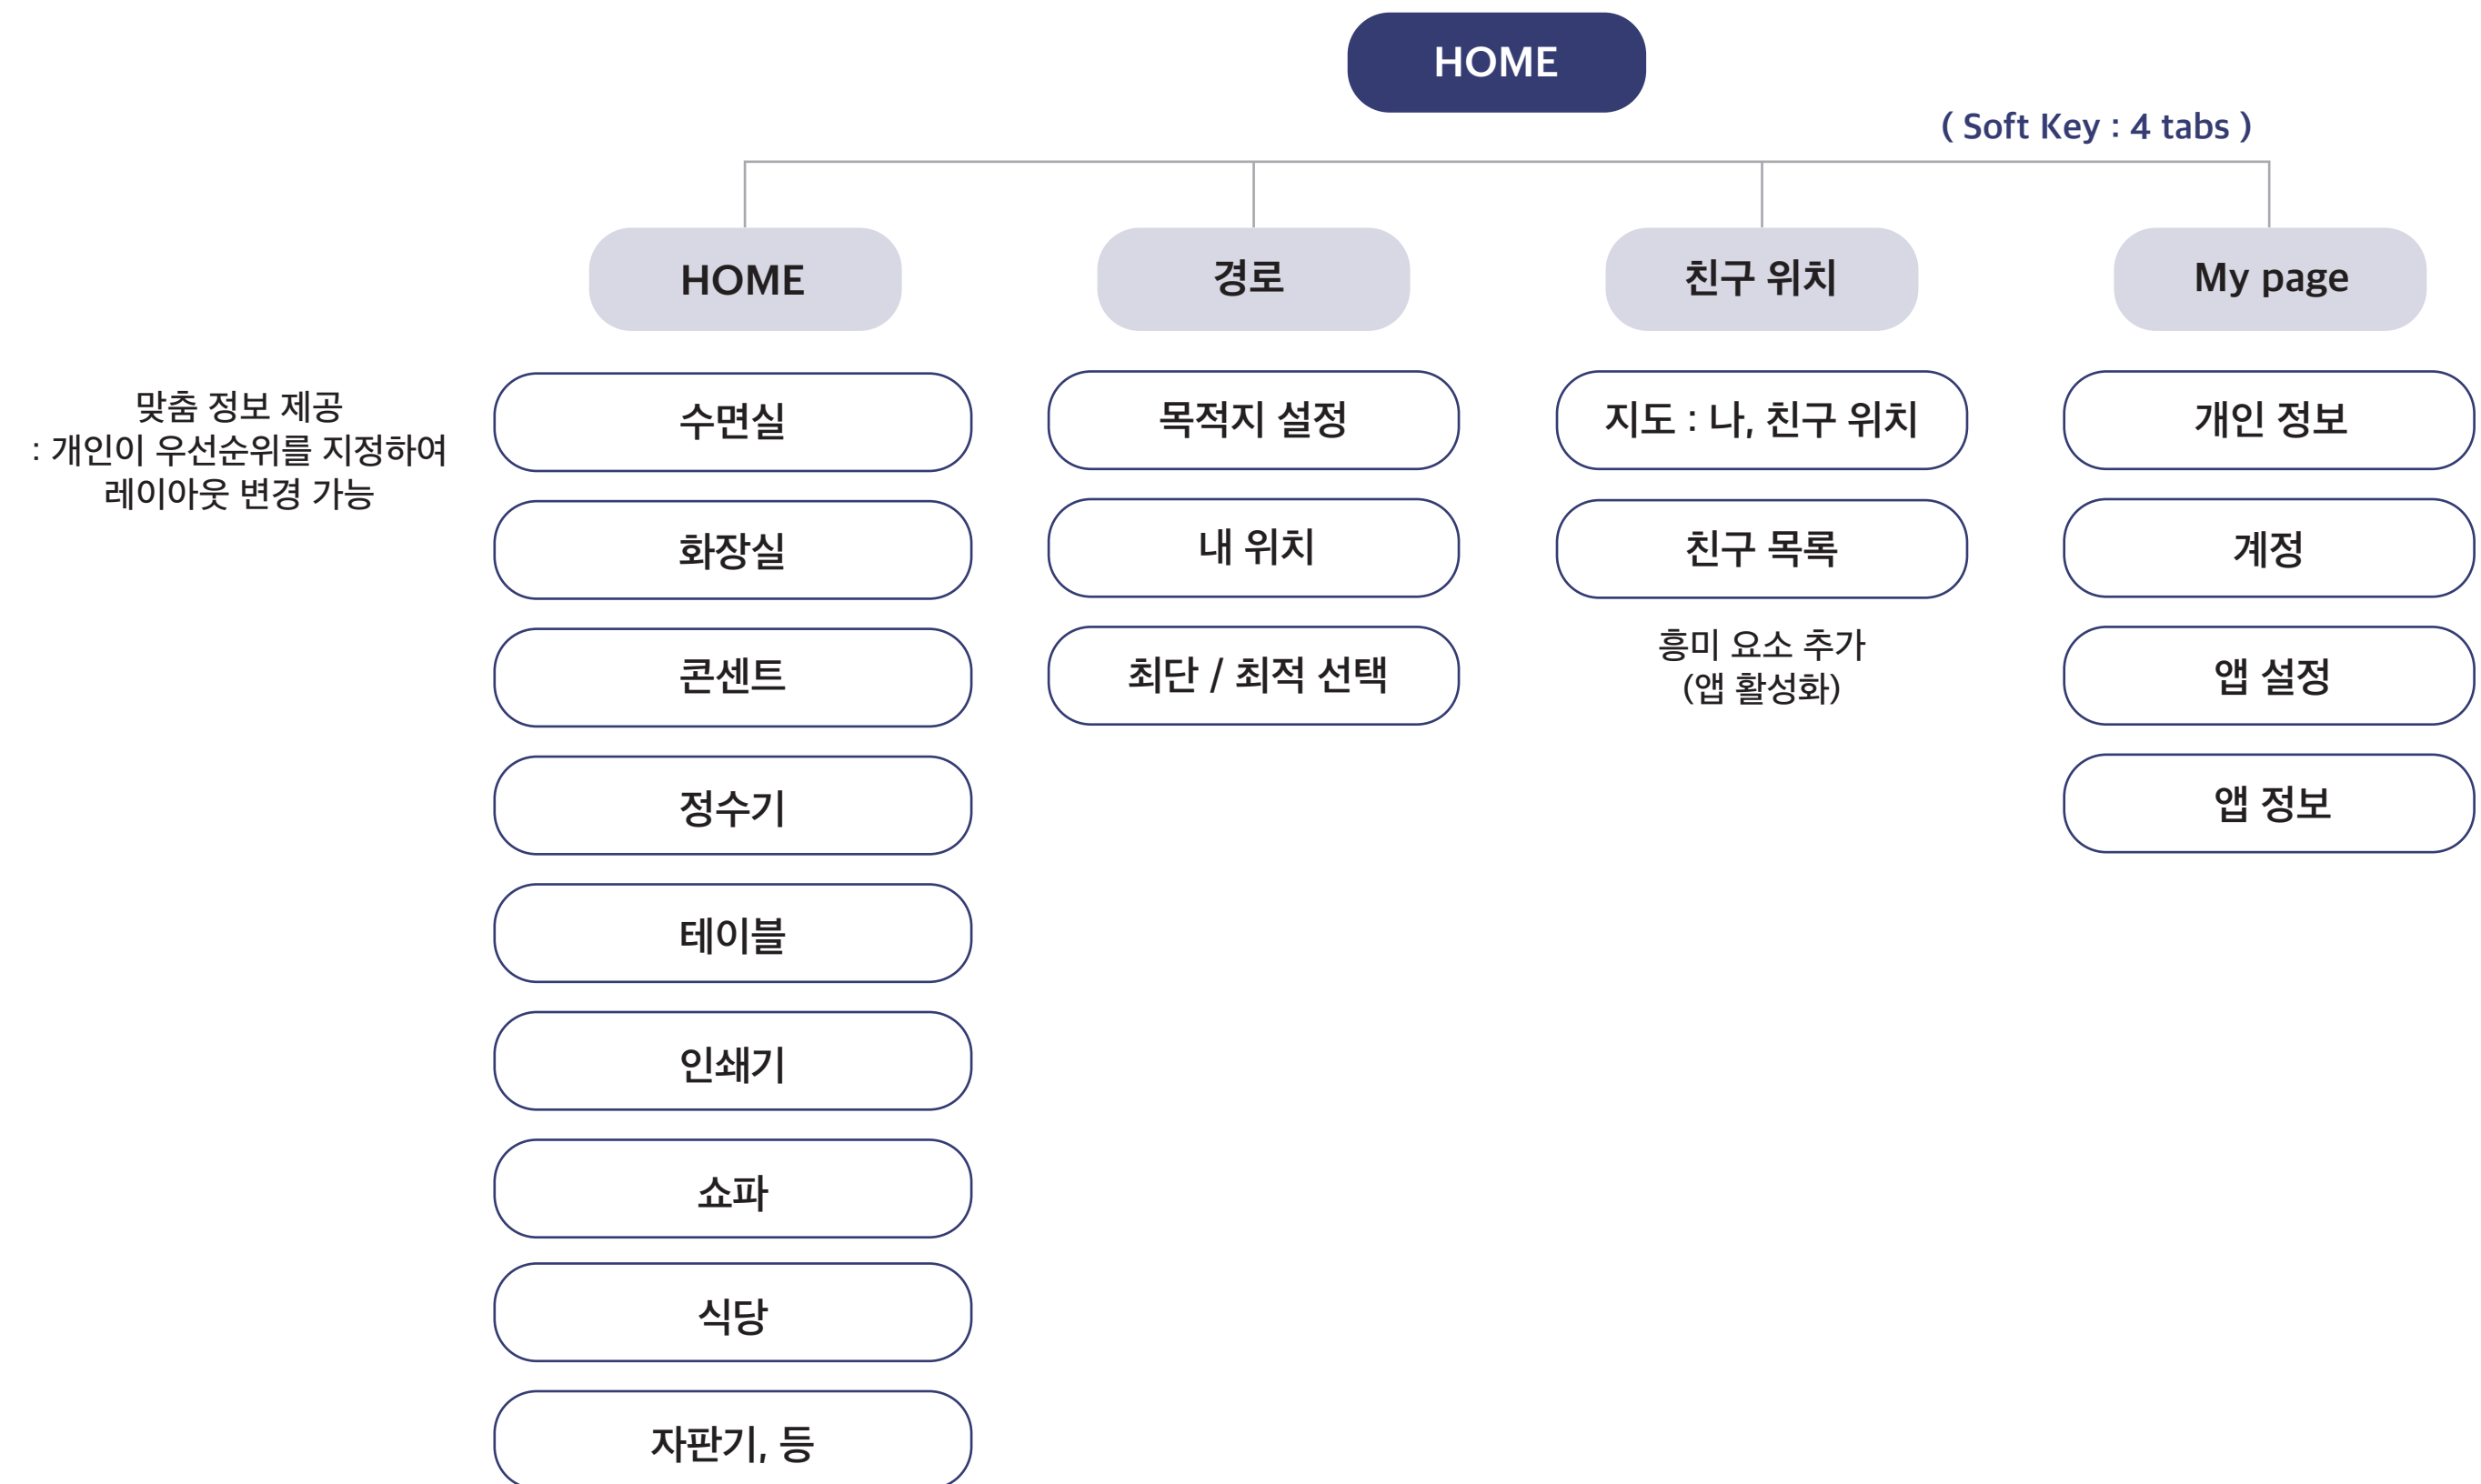 HOME
( Soft Key : 4 tabs )
HOME
경로
친구 위치
My page
맞춤 정보 제공
: 개인이 우선순위를 지정하여
레이아웃 변경 가능
수면실
화장실
콘센트
정수기
테이블
인쇄기
쇼파
식당
자판기, 등
목적지 설정
내 위치
최단 / 최적 선택
지도 : 나, 친구 위치
친구 목록
흥미 요소 추가
(앱 활성화)
개인 정보
계정
앱 설정
앱 정보